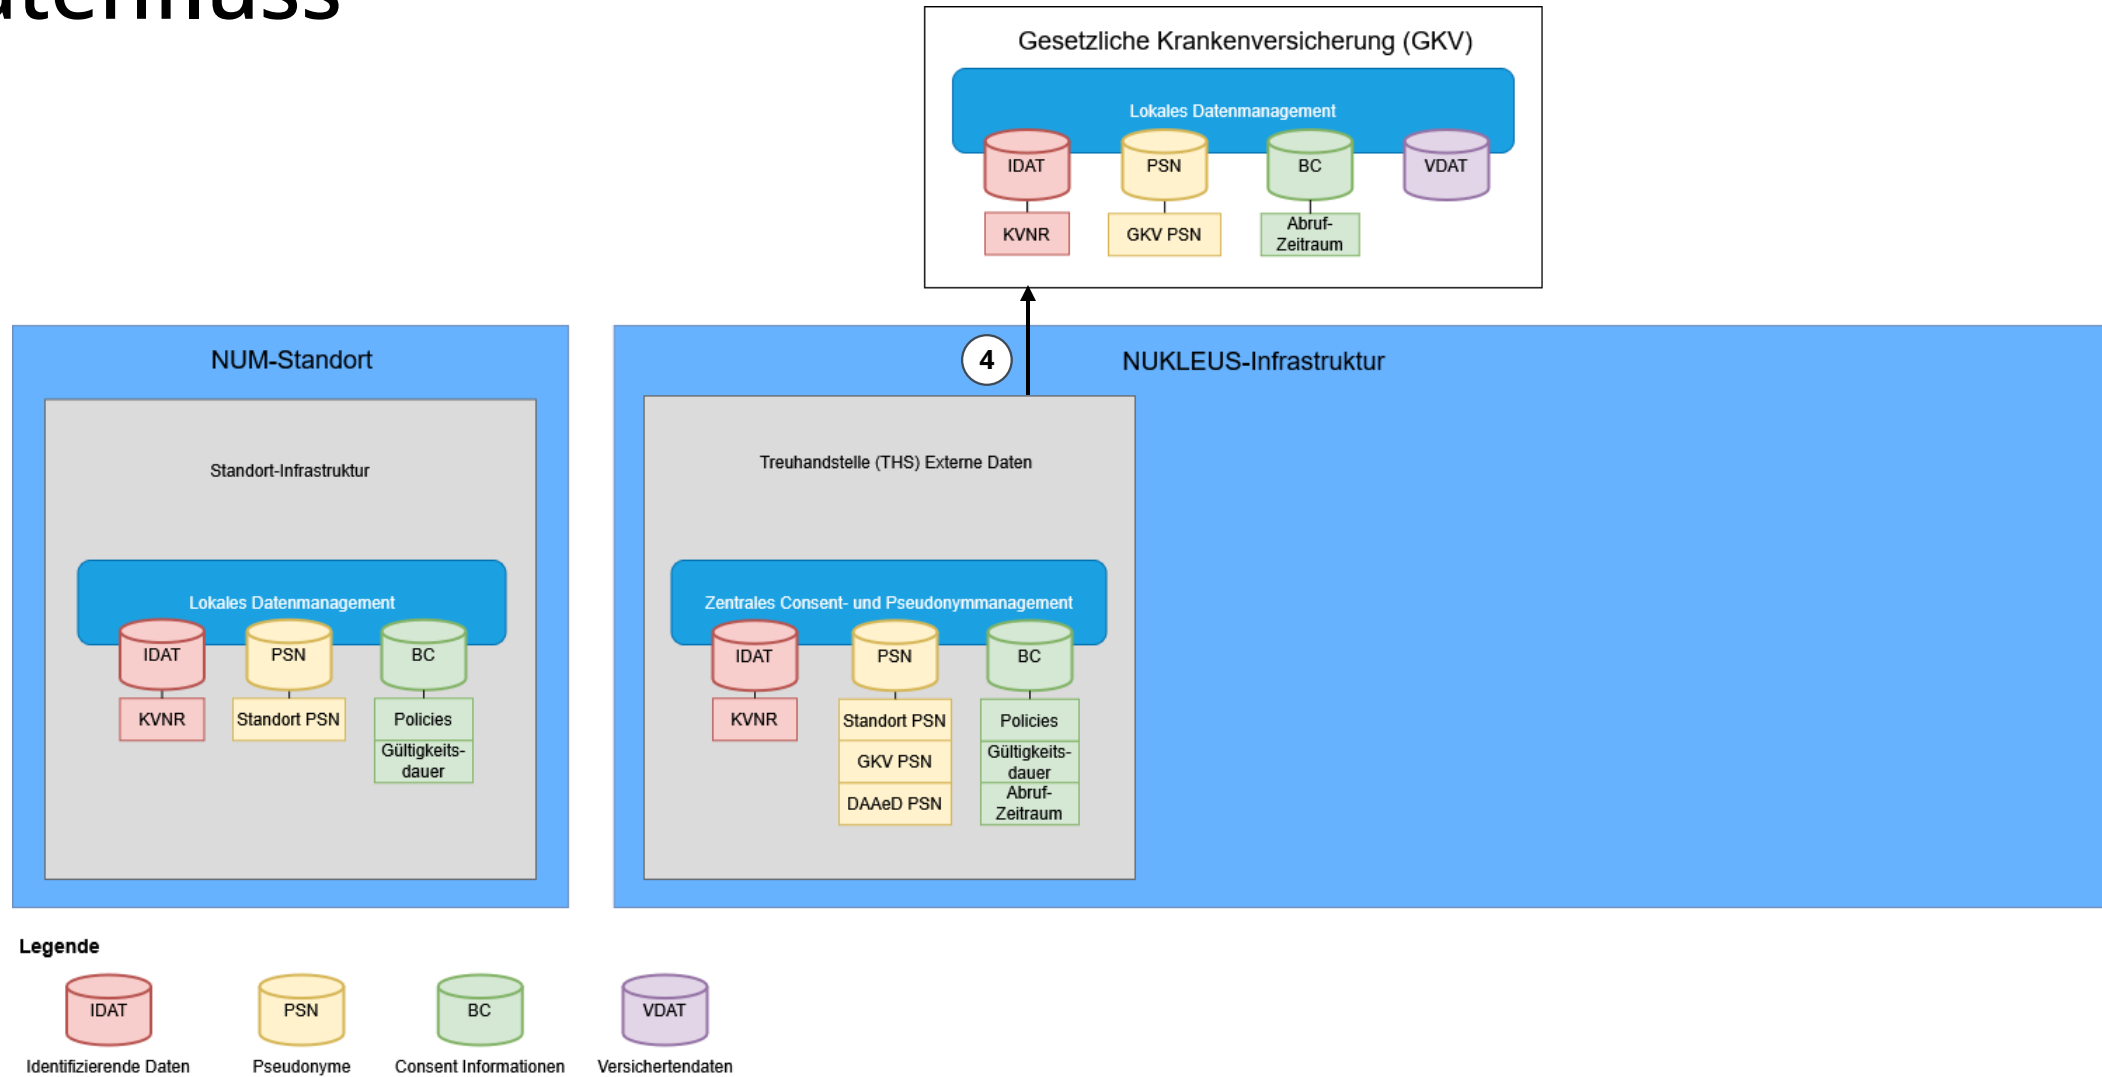 Gesetzliche Krankenversicherung (GKV)
Lokales Datenmanagement
IDAT
PSN
BC
VDAT
KVNR
GKV PSN
Abruf-
Zeitraum
4
NUM-Standort
NUKLEUS-Infrastruktur
Standort-Infrastruktur
Lokales Datenmanagement
IDAT
PSN
BC
KVNR
Standort PSN
Policies
Gültigkeits-
dauer
Treuhandstelle (THS) Externe Daten
Zentrales Consent- und Pseudonymmanagement
IDAT
PSN
BC
KVNR
Standort PSN
GKV PSN
DAAeD PSN
Policies
Gültigkeits-
dauer
Abruf-
Zeitraum
Legende
IDAT
PSN
BC
VDAT
Identifizierende Daten
Pseudonyme
Consent Informationen
Versichertendaten